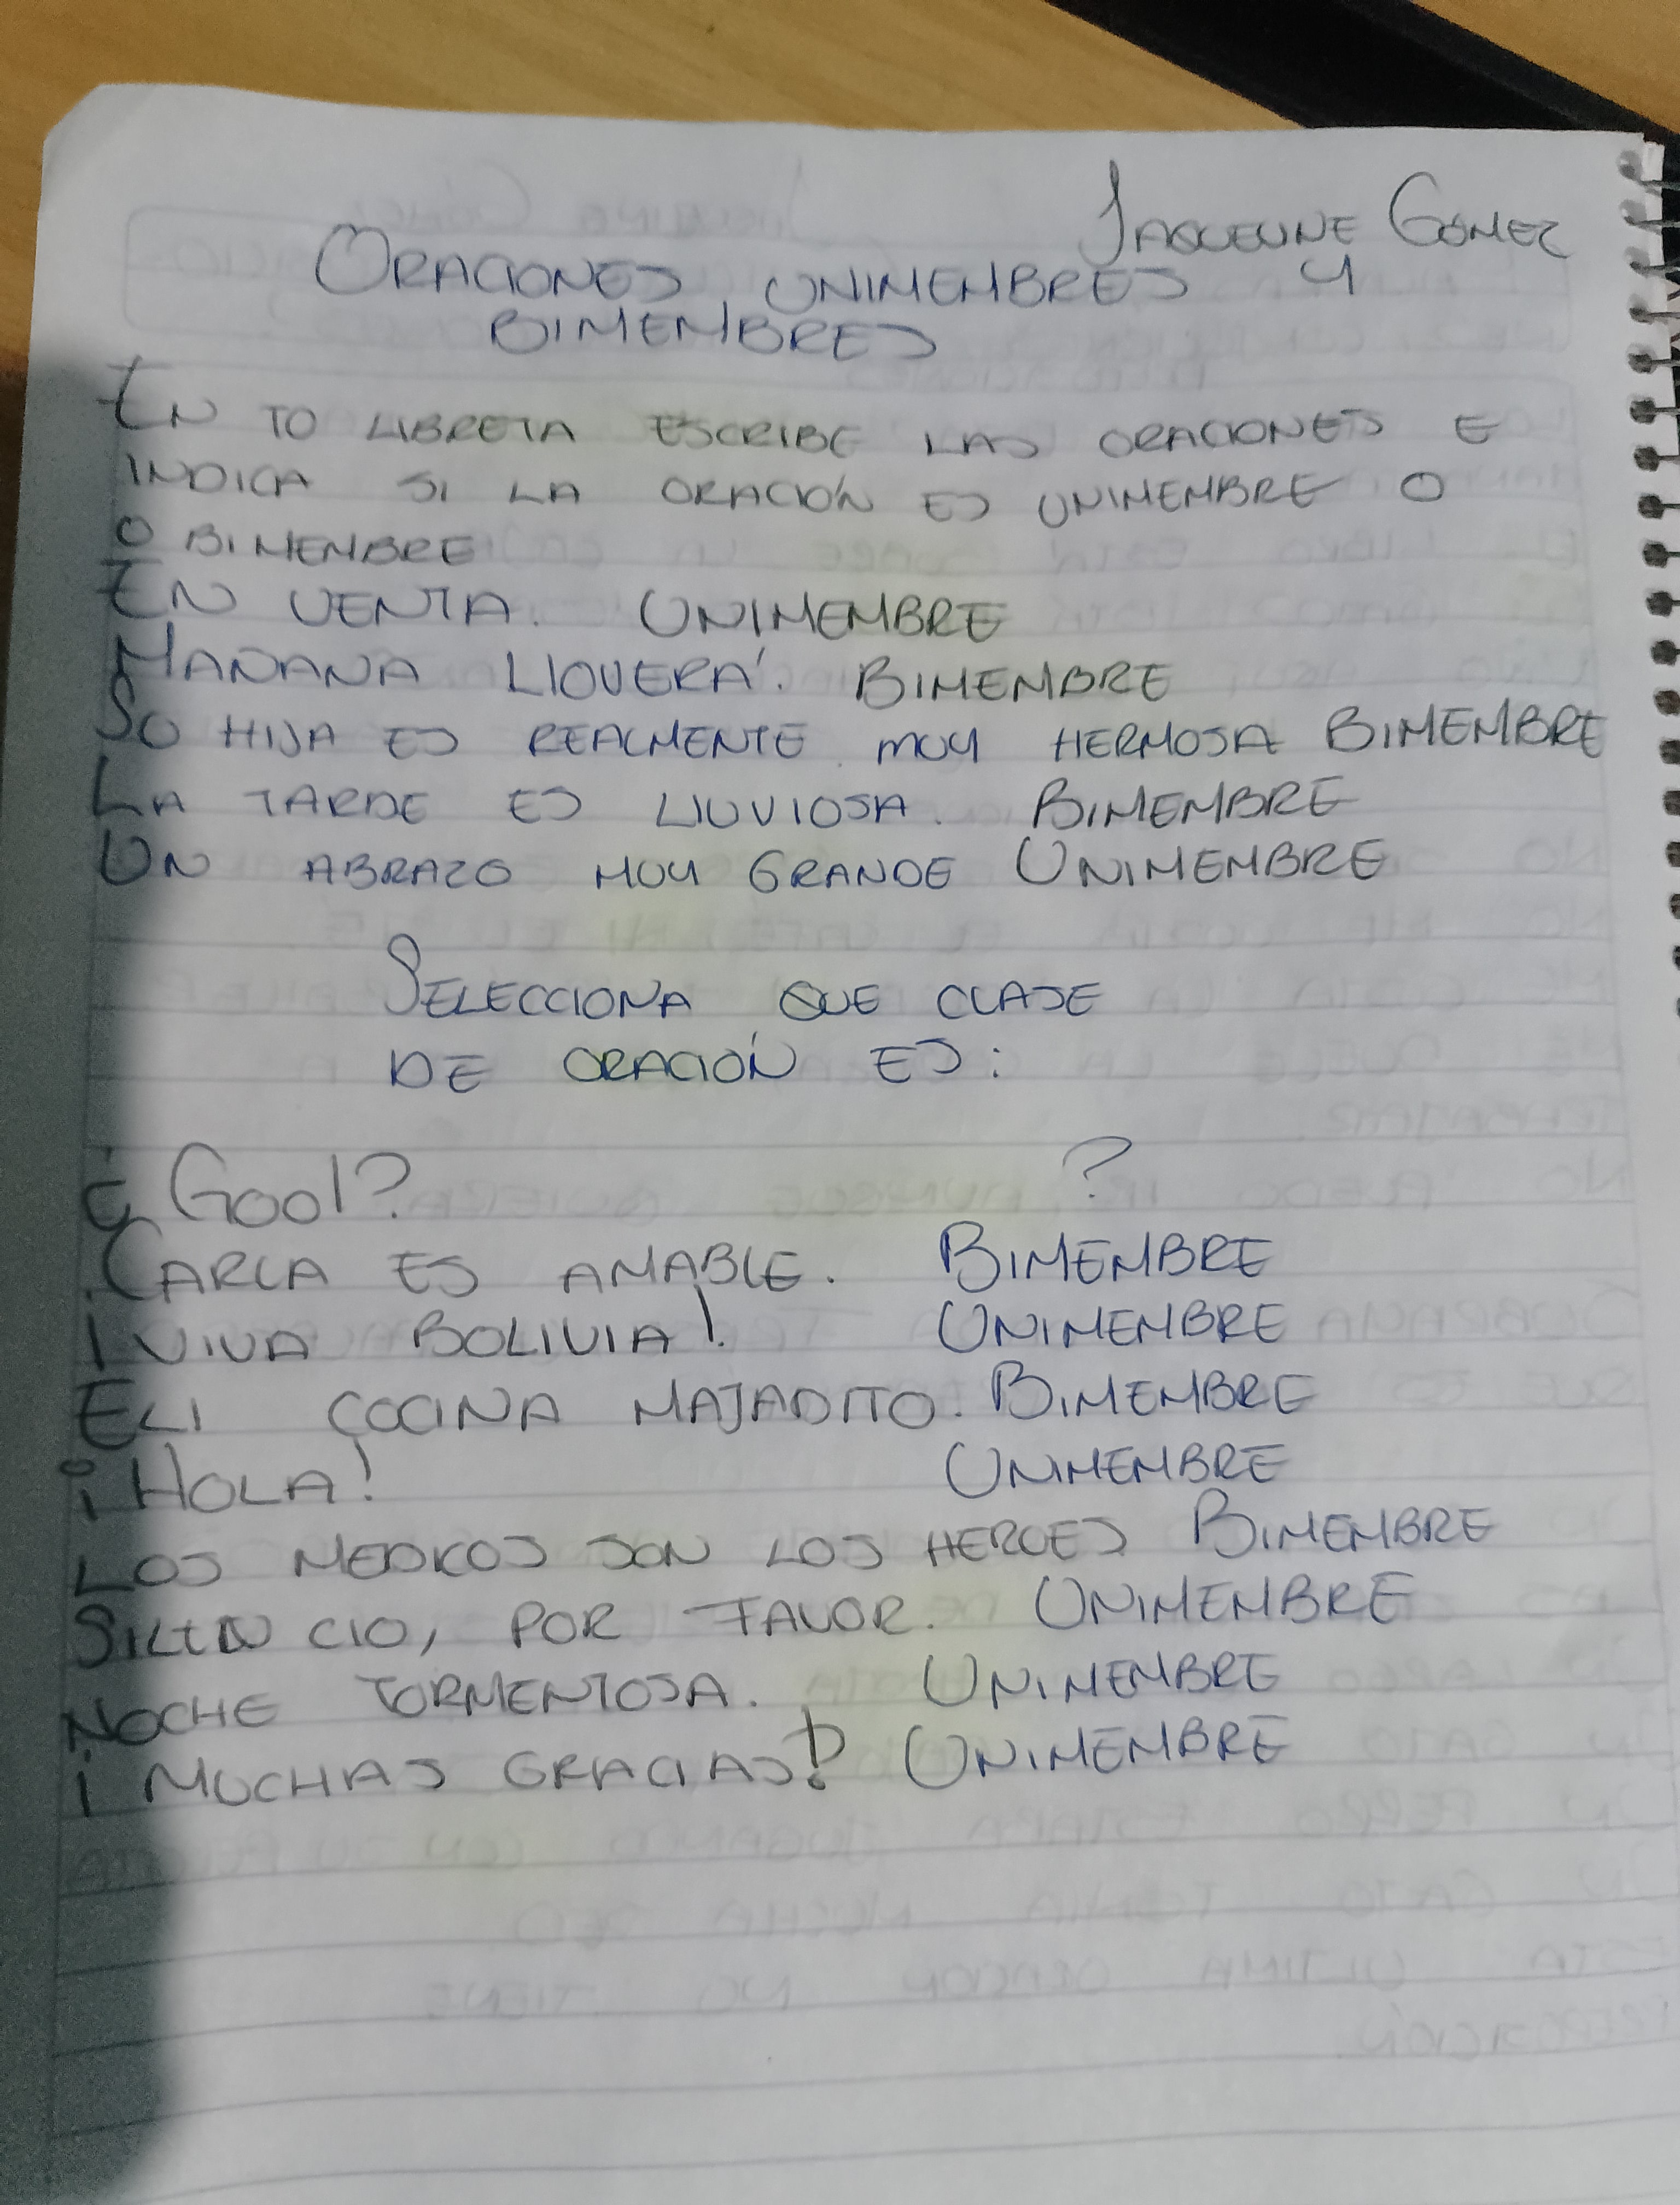 JAQUELINE GOMEZ
ORACIONES UNIMEMBRES Y
BIMEMBRES
EN TU LIBRETA ESCRIBE LAS ORACIONES E
INDICA SI LA ORACIÓN ES UNIMEMBRE O
O BIMEMBRE
EN VENTA. UNIMEMBRE
MAÑANA LLOVERÁ. BIMEMBRE
SU HIJA ES REALMENTE MUY HERMOSA BIMEMBRE
LA TARDE ES LLUVIOSA. BIMEMBRE
UN ABRAZO MUY GRANDE UNIMEMBRE
SELECCIONA QUE CLASE
DE ORACIÓN ES:
¿Gool? ?
CARLA ES AMABLE. BIMEMBRE
¡VIVA BOLIVIA! UNIMEMBRE
ELI COCINA MAJADITO. BIMEMBRE
¡HOLA! UNIMEMBRE
LOS MEDICOS SON LOS HEROES BIMEMBRE
SILENCIO, POR FAVOR. UNIMEMBRE
NOCHE TORMENTOSA. UNIMEMBRE
¡MUCHAS GRACIAS! UNIMEMBRE